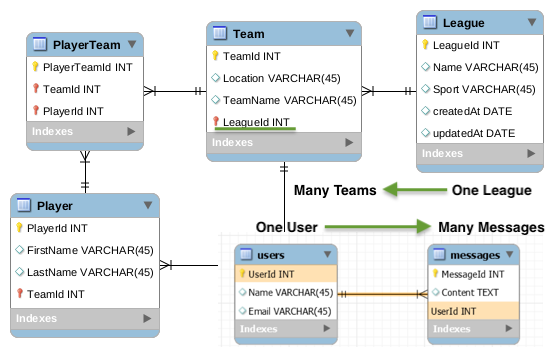 PlayerTeam
PlayerTeamId INT
TeamId INT
PlayerId INT
Indexes
Team
TeamId INT
Location VARCHAR(45)
TeamName VARCHAR(45)
LeagueId INT
Indexes
League
LeagueId INT
Name VARCHAR(45)
Sport VARCHAR(45)
createdAt DATE
updatedAt DATE
Indexes
Many Teams One League
Player
PlayerId INT
FirstName VARCHAR(45)
LastName VARCHAR(45)
TeamId INT
Indexes
One User Many Messages
users
UserId INT
Name VARCHAR(45)
Email VARCHAR(45)
Indexes
messages
MessageId INT
Content TEXT
UserId INT
Indexes